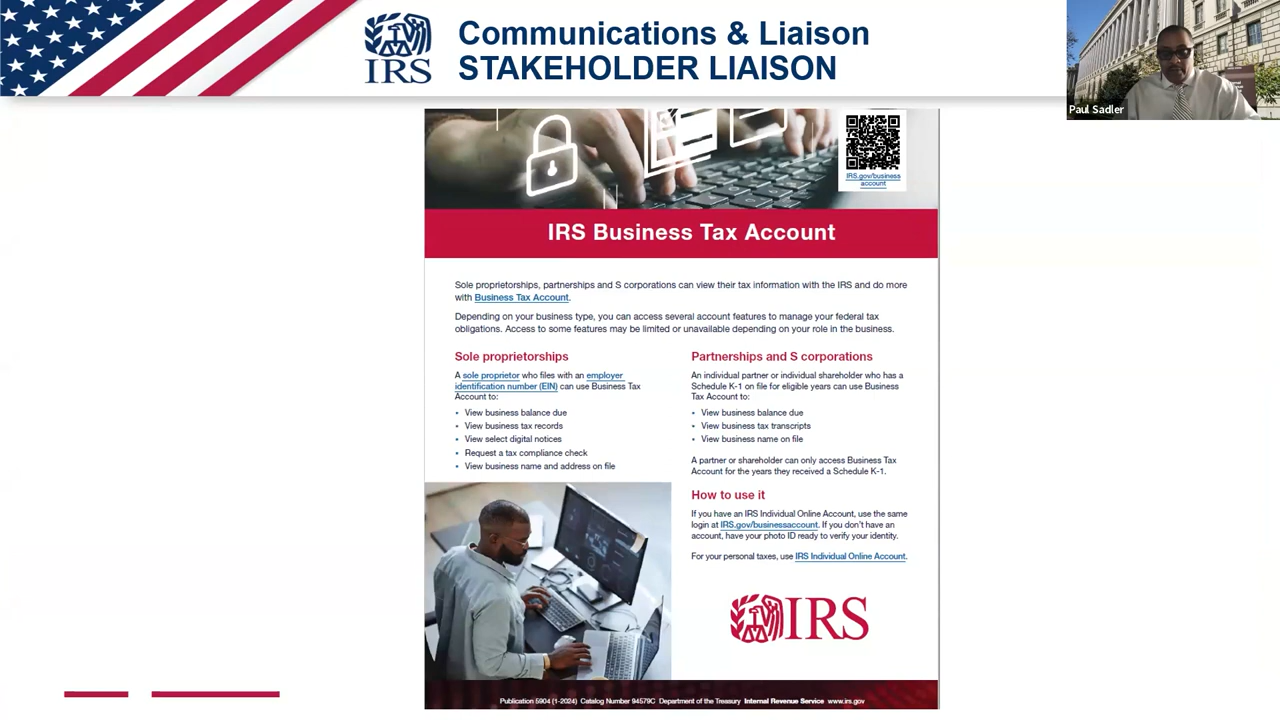 Communications & Liaison
IRS
STAKEHOLDER LIAISON
Paul Sadler
IRS.gov/business
account
IRS Business Tax Account
Sole proprietorships, partnerships and S corporations can view their tax information with the IRS and do more
with Business Tax Account.
Depending on your business type, you can access several account features to manage your federal tax
obligations. Access to some features may be limited or unavailable depending on your role in the business.
Sole proprietorships
A sole proprietor who files with an employer
identification number (EIN) can use Business Tax
Account to:
• View business balance due
• View business tax records
• View select digital notices
• Request a tax compliance check
• View business name and address on file
Partnerships and S corporations
An individual partner or individual shareholder who has a
Schedule K-1 on file for eligible years can use Business
Tax Account to:
• View business balance due
• View business tax transcripts
• View business name on file
A partner or shareholder can only access Business Tax
Account for the years they received a Schedule K-1.
How to use it
If you have an IRS Individual Online Account, use the same
login at IRS.gov/businessaccount. If you don't have an
account, have your photo ID ready to verify your identity.
For your personal taxes, use IRS Individual Online Account.
IRS
Publication 5904 (1-2024) Catalog Number 94579C Department of the Treasury Internal Revenue Service www.irs.gov